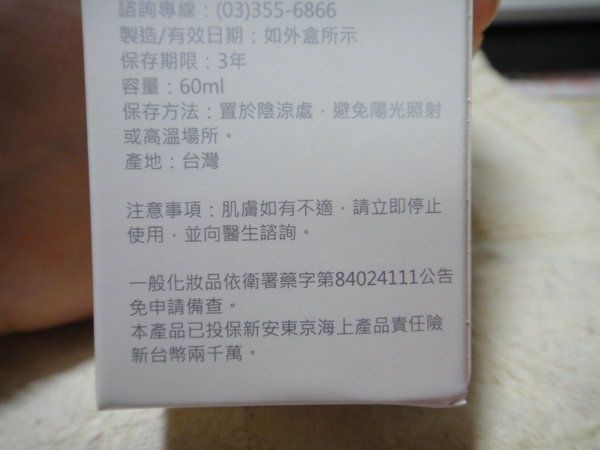 諮詢專線：(03)355-6866
製造/有效日期：如外盒所示
保存期限：3年
容量：60ml
保存方法：置於陰涼處，避免陽光照射
或高溫場所。
產地：台灣
注意事項：肌膚如有不適，請立即停止
使用，並向醫生諮詢。
一般化妝品依衛署藥字第84024111公告
免申請備查。
本產品已投保新安東京海上產品責任險
新台幣兩千萬。